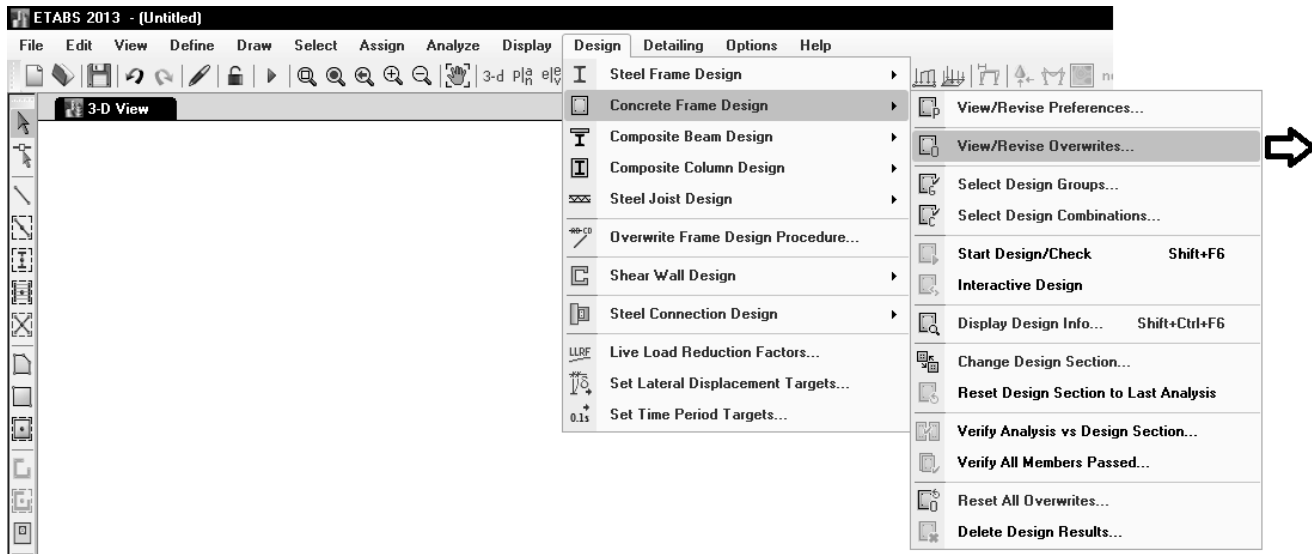 ETABS 2013 - (Untitled)
File Edit View Define Draw Select Assign Analyze Display Design Detailing Options Help
3-d
3-D View
Steel Frame Design
Concrete Frame Design
Composite Beam Design
Composite Column Design
Steel Joist Design
Overwrite Frame Design Procedure...
Shear Wall Design
Steel Connection Design
LLRF Live Load Reduction Factors...
Set Lateral Displacement Targets...
0.1s Set Time Period Targets...
View/Revise Preferences...
View/Revise Overwrites...
Select Design Groups...
Select Design Combinations...
Start Design/Check Shift+F6
Interactive Design
Display Design Info... Shift+Ctrl+F6
Change Design Section...
Reset Design Section to Last Analysis
Verify Analysis vs Design Section...
Verify All Members Passed...
Reset All Overwrites...
Delete Design Results...